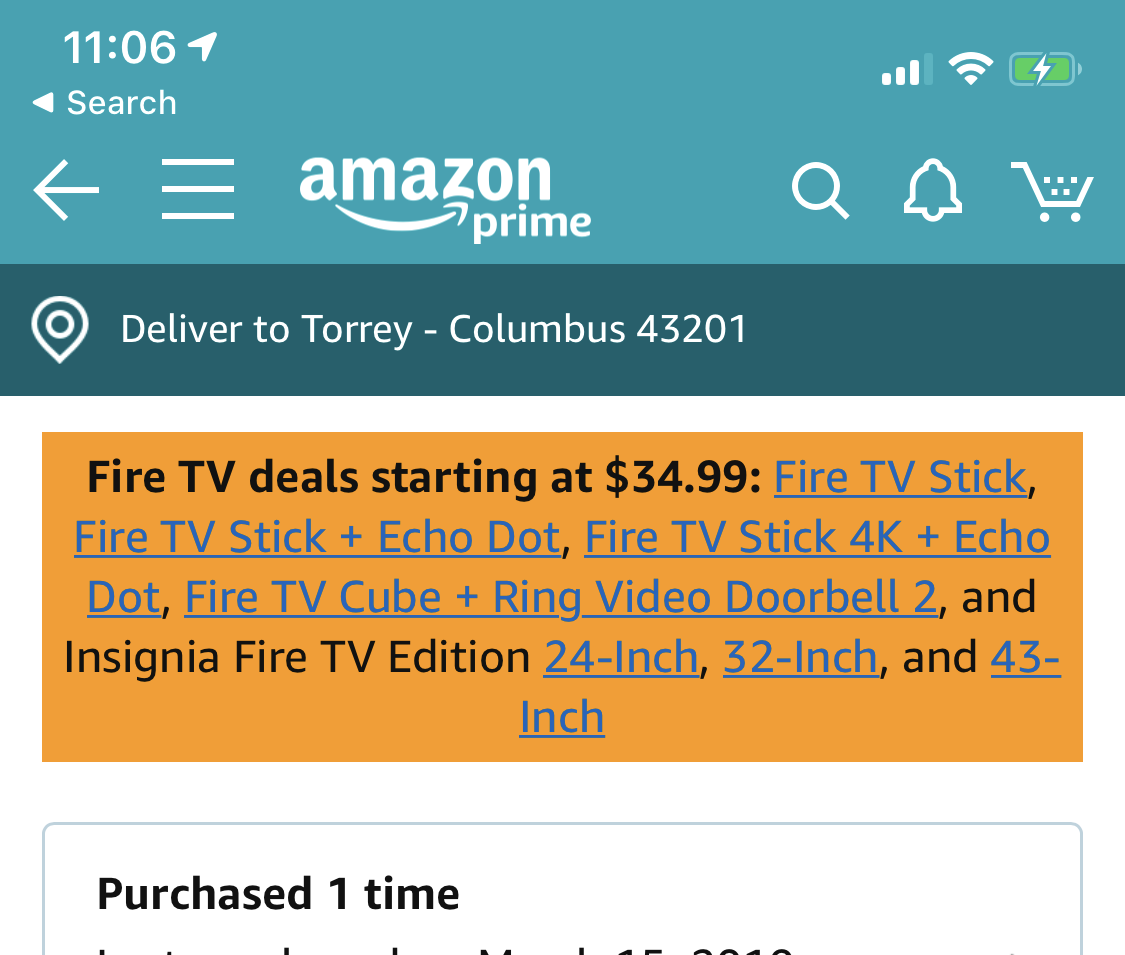 11:06
Search
amazon
prime
Deliver to Torrey - Columbus 43201
Fire TV deals starting at $34.99: Fire TV Stick,
Fire TV Stick + Echo Dot, Fire TV Stick 4K + Echo
Dot, Fire TV Cube + Ring Video Doorbell 2, and
Insignia Fire TV Edition 24-Inch, 32-Inch, and 43-
Inch
Purchased 1 time